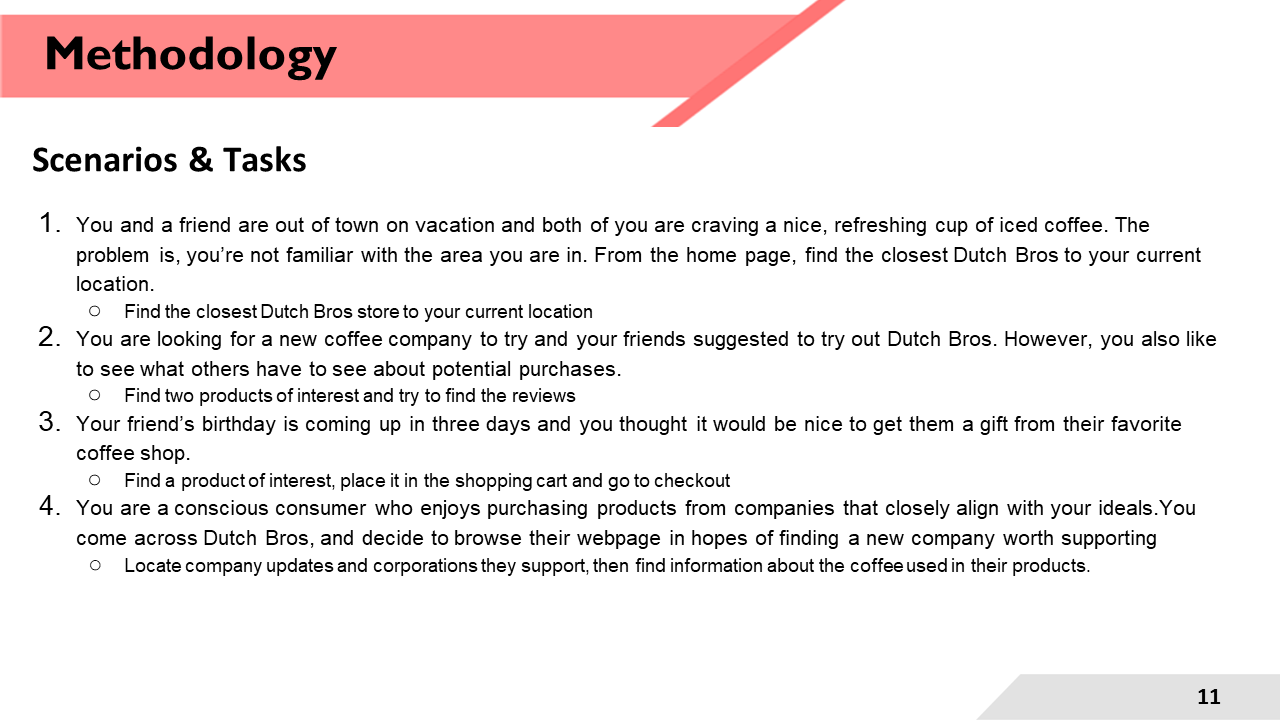 Methodology
Scenarios & Tasks
1. You and a friend are out of town on vacation and both of you are craving a nice, refreshing cup of iced coffee. The
problem is, you’re not familiar with the area you are in. From the home page, find the closest Dutch Bros to your current
location.
○ Find the closest Dutch Bros store to your current location
2. You are looking for a new coffee company to try and your friends suggested to try out Dutch Bros. However, you also like
to see what others have to see about potential purchases.
○ Find two products of interest and try to find the reviews
3. Your friend’s birthday is coming up in three days and you thought it would be nice to get them a gift from their favorite
coffee shop.
○ Find a product of interest, place it in the shopping cart and go to checkout
4. You are a conscious consumer who enjoys purchasing products from companies that closely align with your ideals.You
come across Dutch Bros, and decide to browse their webpage in hopes of finding a new company worth supporting
○ Locate company updates and corporations they support, then find information about the coffee used in their products.
11